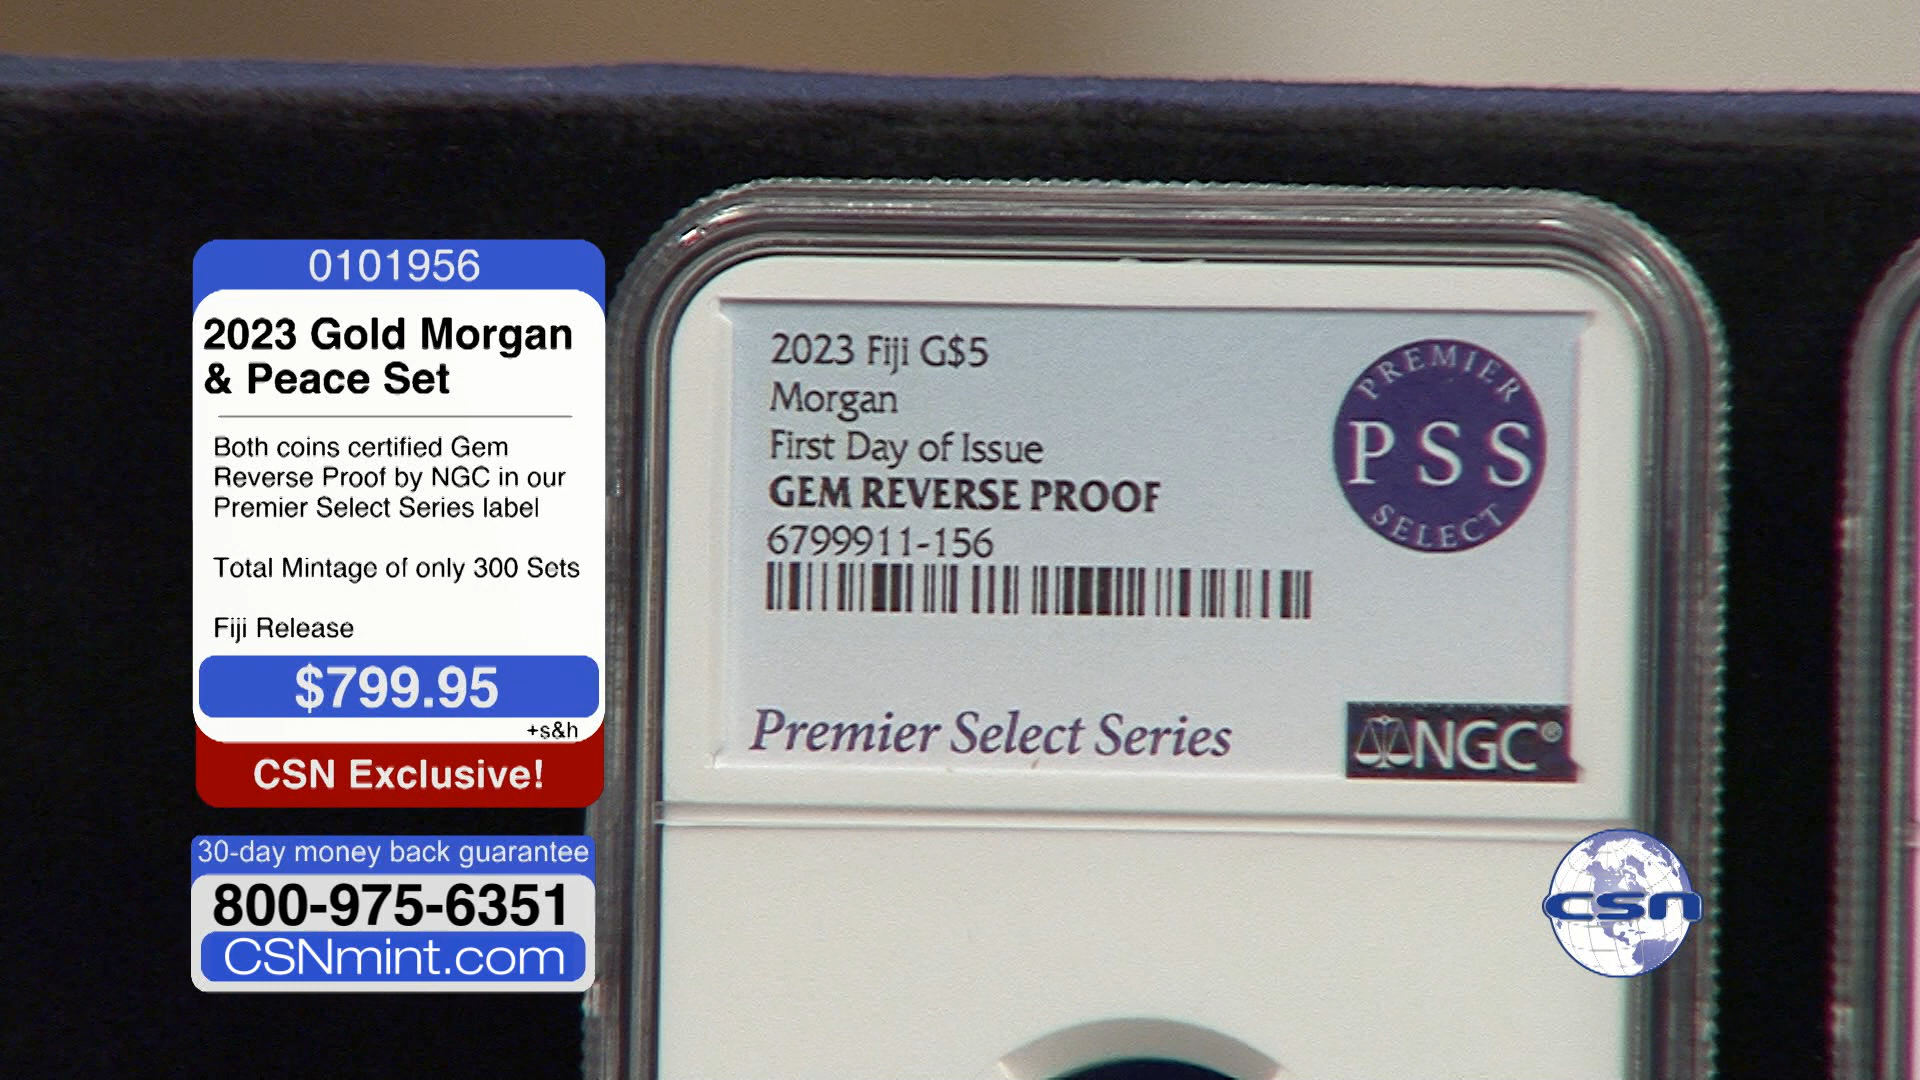 0101956
2023 Gold Morgan
& Peace Set
Both coins certified Gem
Reverse Proof by NGC in our
Premier Select Series label
Total Mintage of only 300 Sets
Fiji Release
$799.95
+s&h
CSN Exclusive!
30-day money back guarantee
800-975-6351
CSNmint.com
2023 Fiji G$5
Morgan
First Day of Issue
GEM REVERSE PROOF
6799911-156
Premier Select Series
PREMIER
PSS
SELECT
NGC®
csn